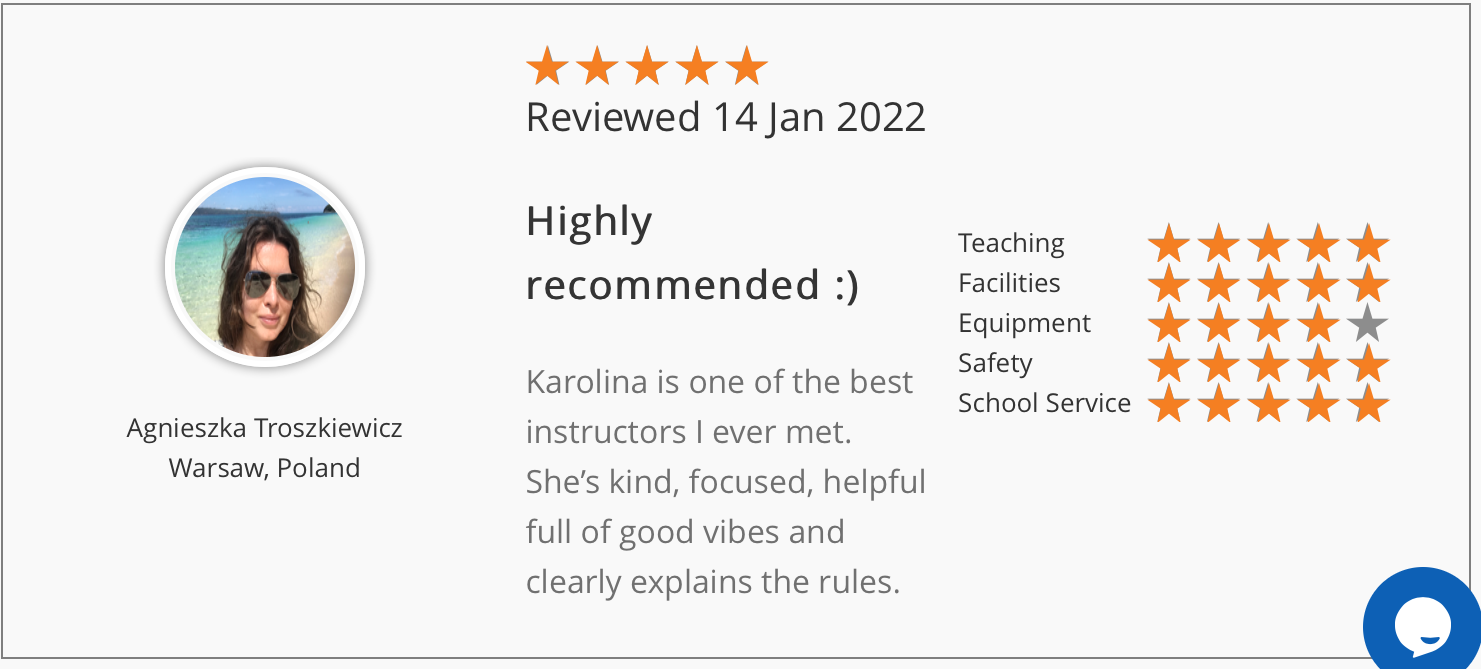 Reviewed 14 Jan 2022
Highly
recommended :)
Karolina is one of the best
instructors I ever met.
She’s kind, focused, helpful
full of good vibes and
clearly explains the rules.
Agnieszka Troszkiewicz
Warsaw, Poland
Teaching
Facilities
Equipment
Safety
School Service